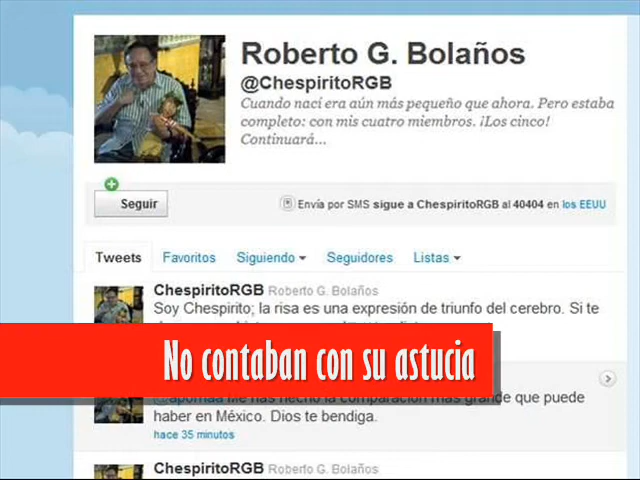 Roberto G. Bolaños
@ChespiritoRGB
Cuando nací era aún más pequeño que ahora. Pero estaba
completo: con mis cuatro miembros. ¡Los cinco!
Continuará...
Seguir
Envía por SMS sigue a ChespiritoRGB al 40404 en los EEUU
Tweets Favoritos Siguiendo Seguidores Listas
ChespiritoRGB Roberto G. Bolaños
Soy Chespirito; la risa es una expresión de triunfo del cerebro. Si te
No contaban con su astucia
Me has hecho la comparación más grande que puede
haber en México. Dios te bendiga.
hace 35 minutos
ChespiritoRGB Roberto G. Bolaños